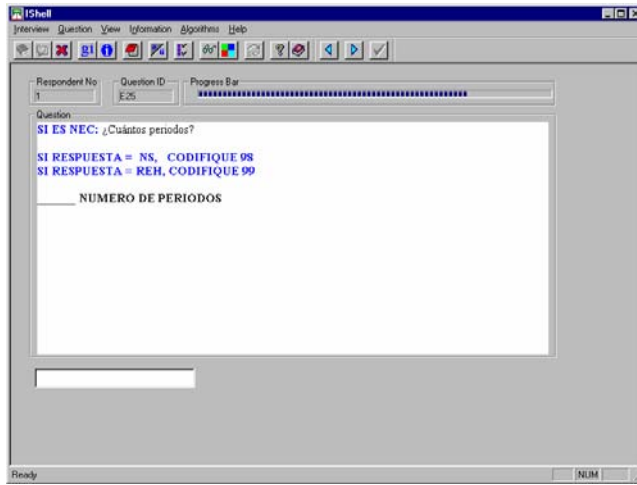 IShell
Interview Question View Information Algorithms Help
g1
Respondent No
Question ID
Progress Bar
1
E25
Question
SI ES NEC: ¿Cuántos periodos?
SI RESPUESTA = NS, CODIFIQUE 98
SI RESPUESTA = REH, CODIFIQUE 99
______ NUMERO DE PERIODOS
Ready
NUM